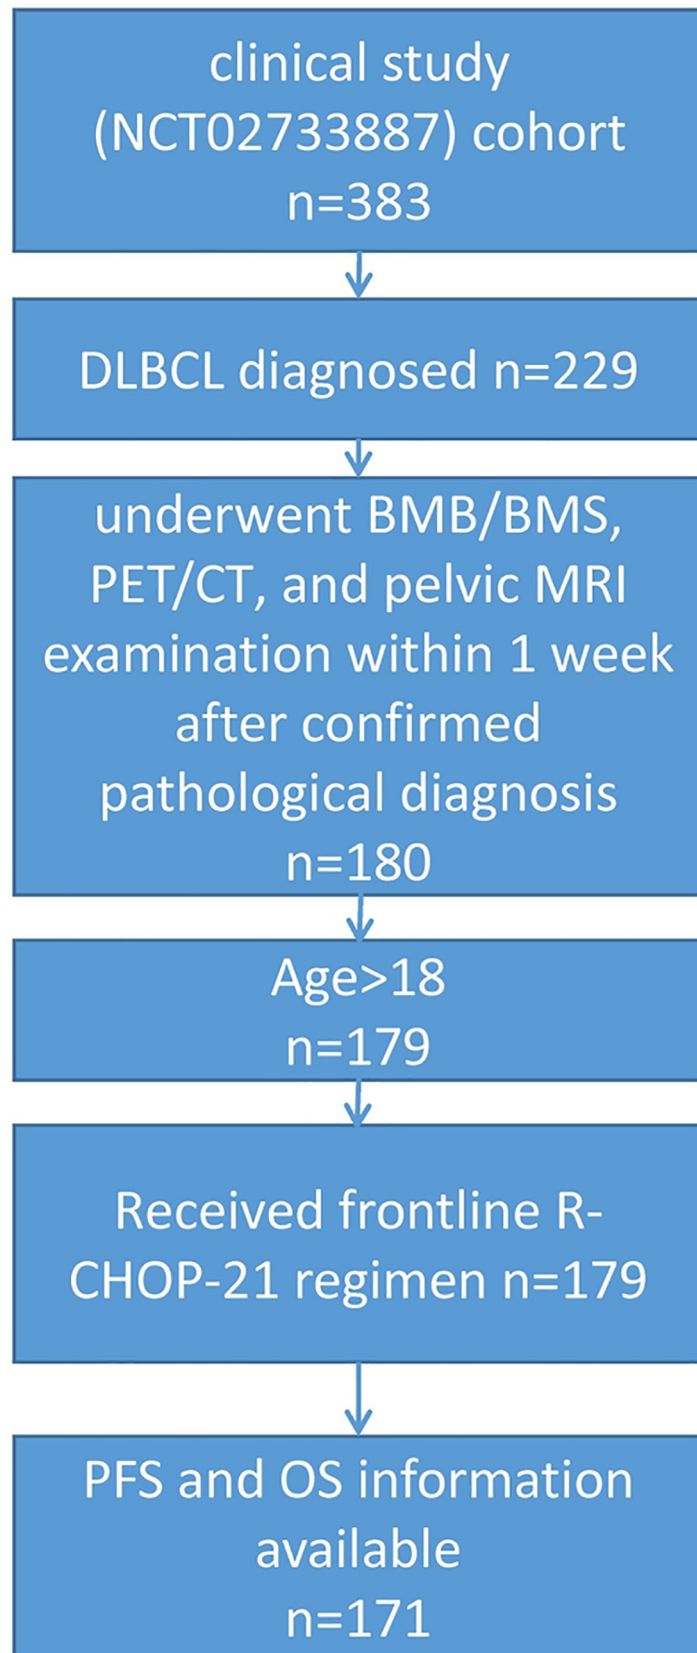 clinical study
(NCT02733887) cohort
n=383
DLBCL diagnosed n=229
underwent BMB/BMS,
PET/CT, and pelvic MRI
examination within 1 week
after confirmed
pathological diagnosis
n=180
Age>18
n=179
Received frontline R-
CHOP-21 regimen n=179
PFS and OS information
available
n=171